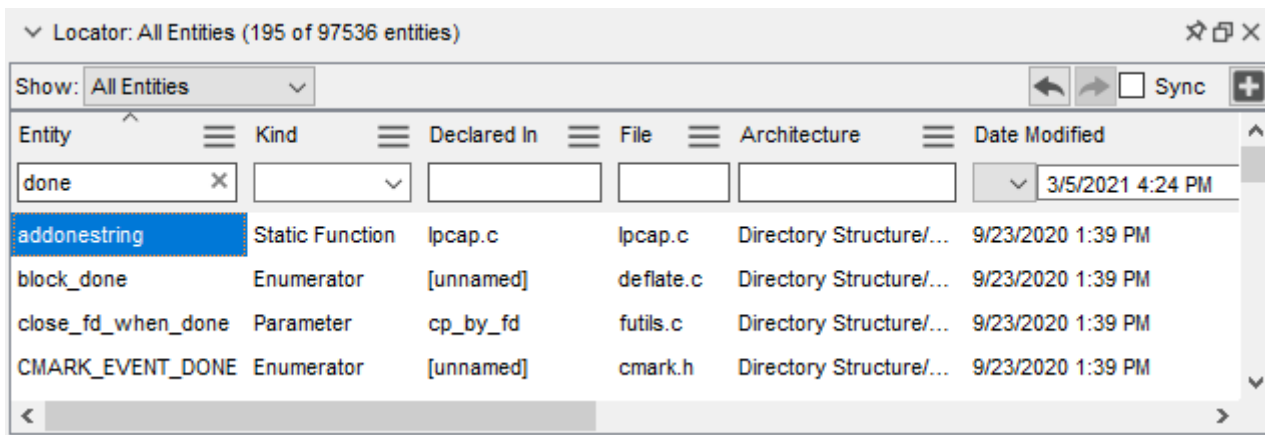 Locator: All Entities (195 of 97536 entities)
Show: All Entities Sync
Entity Kind Declared In File Architecture Date Modified
done 3/5/2021 4:24 PM
addonestring Static Function lpcap.c lpcap.c Directory Structure/... 9/23/2020 1:39 PM
block_done Enumerator [unnamed] deflate.c Directory Structure/... 9/23/2020 1:39 PM
close_fd_when_done Parameter cp_by_fd futils.c Directory Structure/... 9/23/2020 1:39 PM
CMARK_EVENT_DONE Enumerator [unnamed] cmark.h Directory Structure/... 9/23/2020 1:39 PM